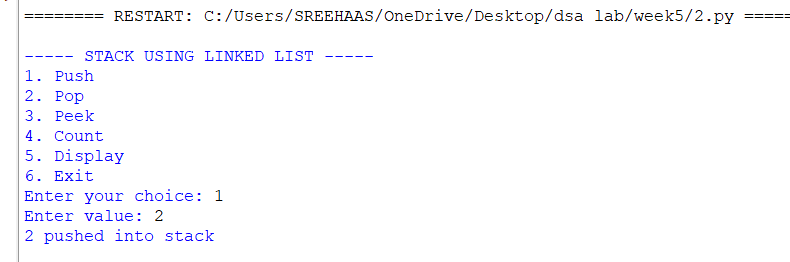 ======== RESTART: C:/Users/SREEHAAS/OneDrive/Desktop/dsa lab/week5/2.py =====
----- STACK USING LINKED LIST -----
1. Push
2. Pop
3. Peek
4. Count
5. Display
6. Exit
Enter your choice: 1
Enter value: 2
2 pushed into stack